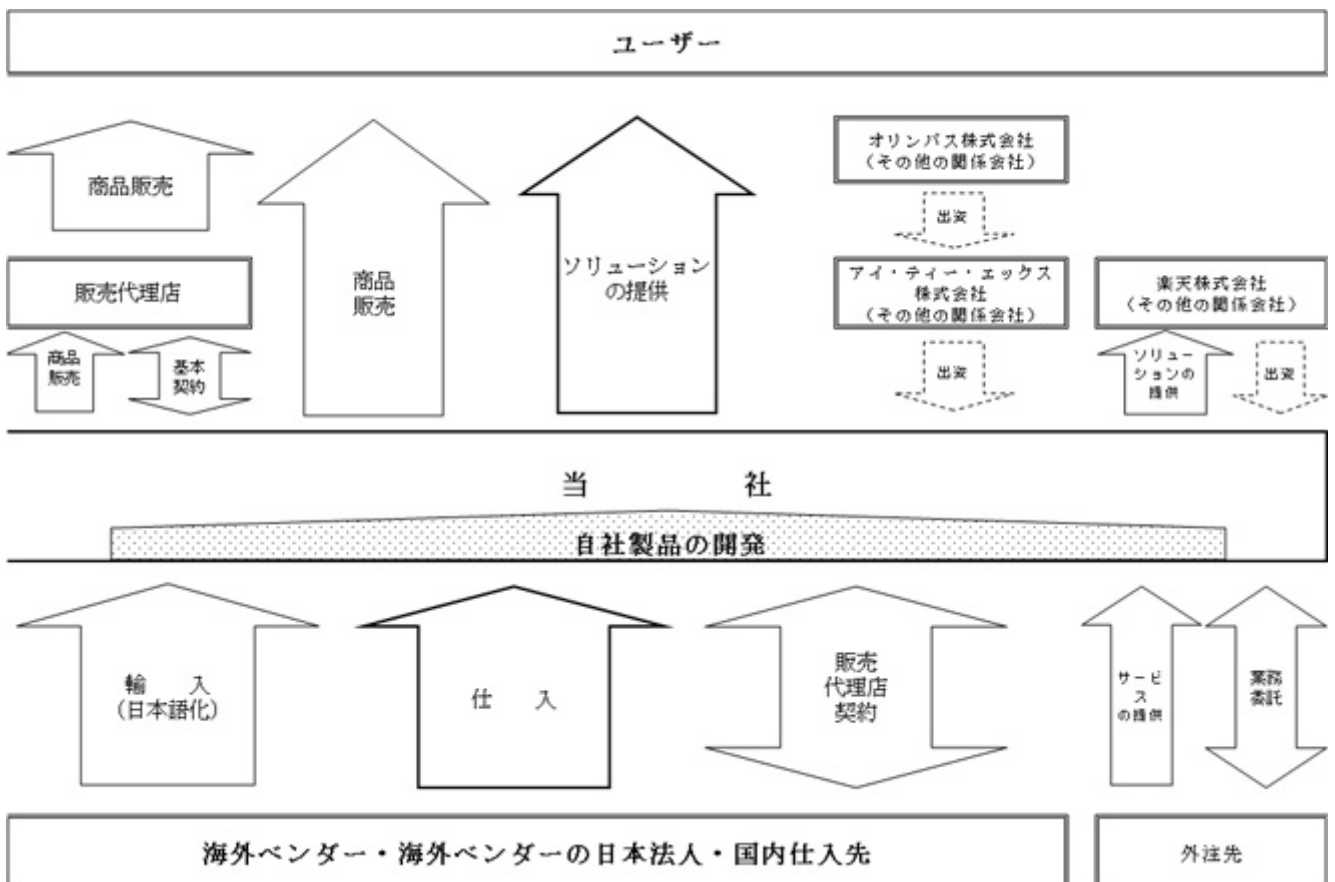 ユーザー
商品販売
商品
販売
ソリューション
の提供
オリンパス株式会社
(その他の関係会社)
出資
販売代理店
アイ・ティー・エックス
株式会社
(その他の関係会社)
楽天株式会社
(その他の関係会社)
商品
販売
基本
契約
出資
ソリュー
ションの
提供
出資
当　　　社
自社製品の開発
輸　　入
(日本語化)
仕　　入
販売
代理店
契約
サービ
ス
の提供
業務
委託
海外ベンダー・海外ベンダーの日本法人・国内仕入先
外注先